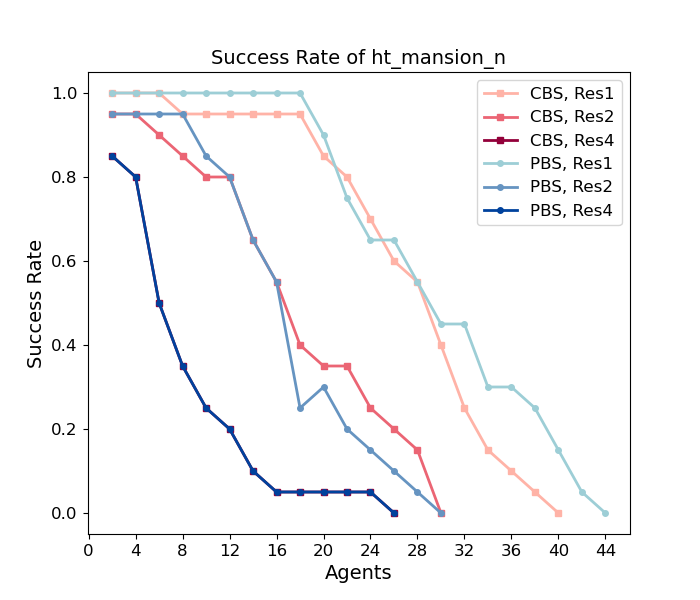 Success Rate of ht_mansion_n
CBS, Res1
CBS, Res2
CBS, Res4
PBS, Res1
PBS, Res2
PBS, Res4
1.0
0.8
0.6
0.4
0.2
0.0
Success Rate
0 4 8 12 16 20 24 28 32 36 40 44
Agents